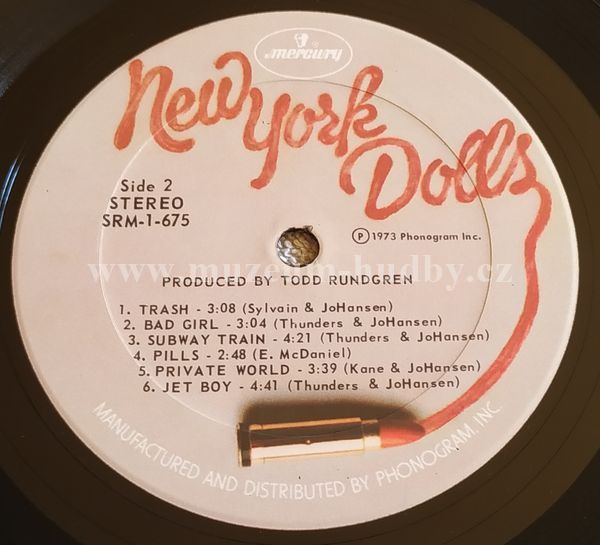 mercury
New York Dolls
Side 2
STEREO
SRM-1-675
℗ 1973 Phonogram Inc.
www.muzeum-hudby.cz
PRODUCED BY TODD RUNDGREN
1. TRASH - 3:08 (Sylvain & JoHansen)
2. BAD GIRL - 3:04 (Thunders & JoHansen)
3. SUBWAY TRAIN - 4:21 (Thunders & JoHansen)
4. PILLS - 2:48 (E. McDaniel)
5. PRIVATE WORLD - 3:39 (Kane & JoHansen)
6. JET BOY - 4:41 (Thunders & JoHansen)
MANUFACTURED AND DISTRIBUTED BY PHONOGRAM, INC.